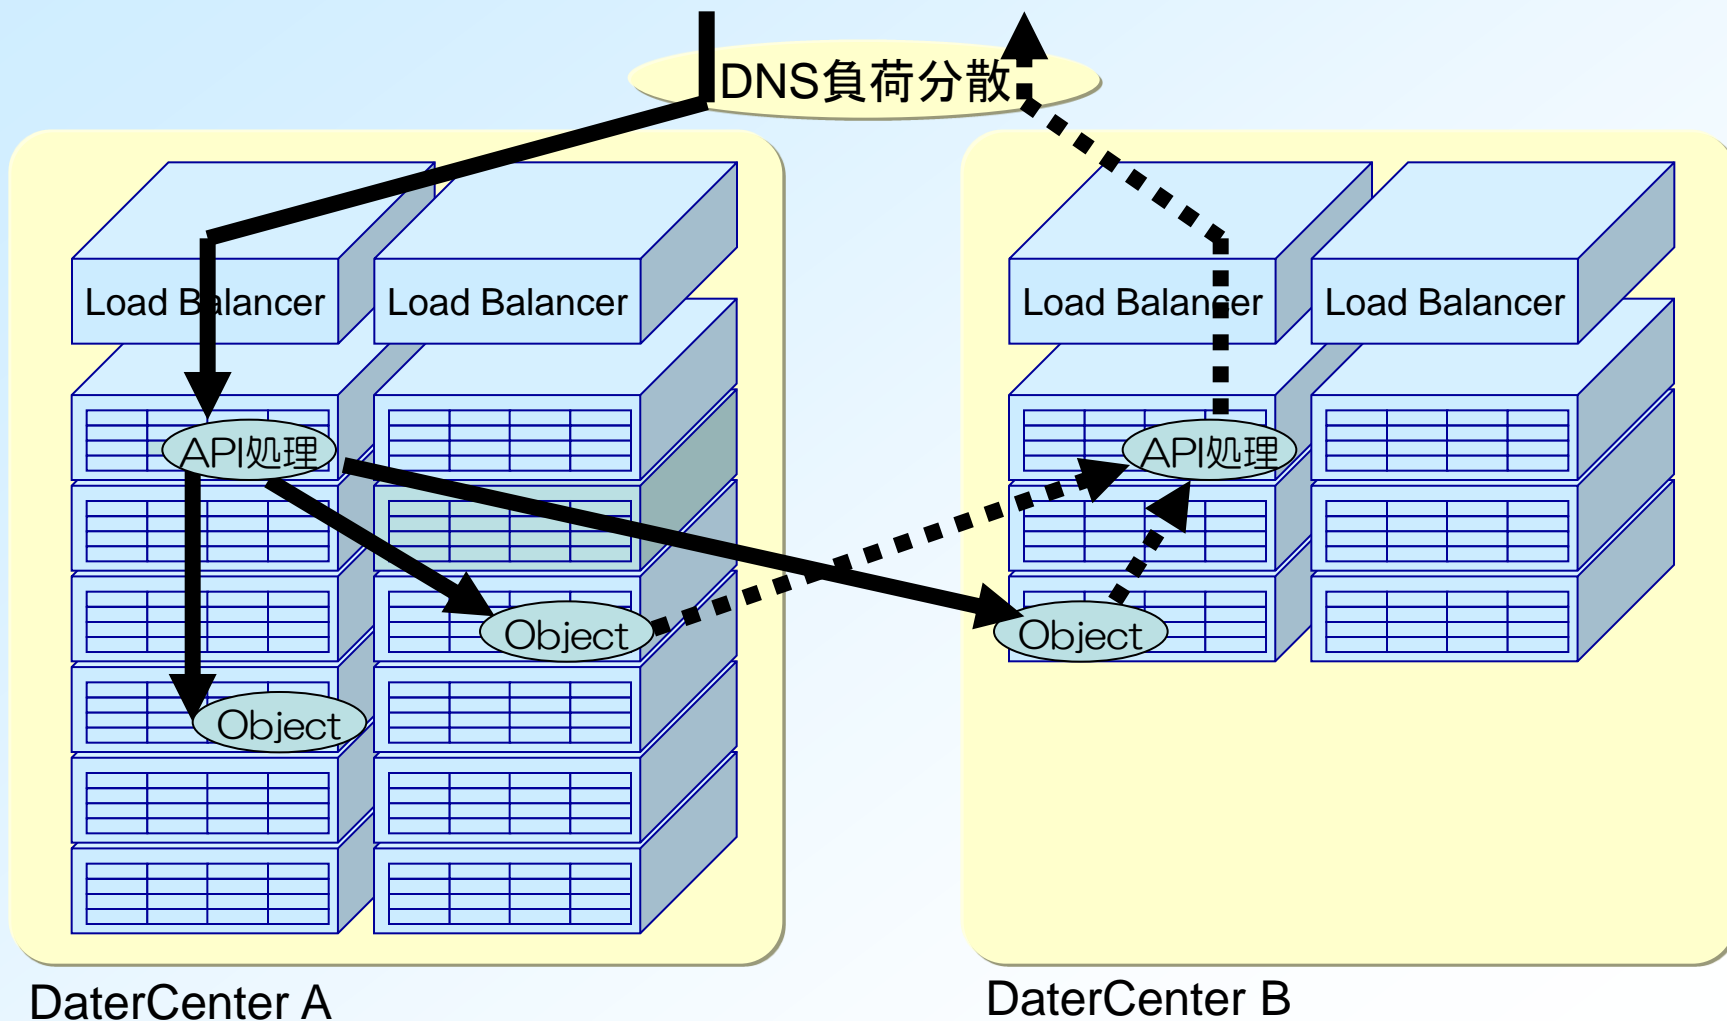 DNS負荷分散
Load Balancer
Load Balancer
Load Balancer
Load Balancer
API処理
API処理
Object
Object
Object
DaterCenter A
DaterCenter B